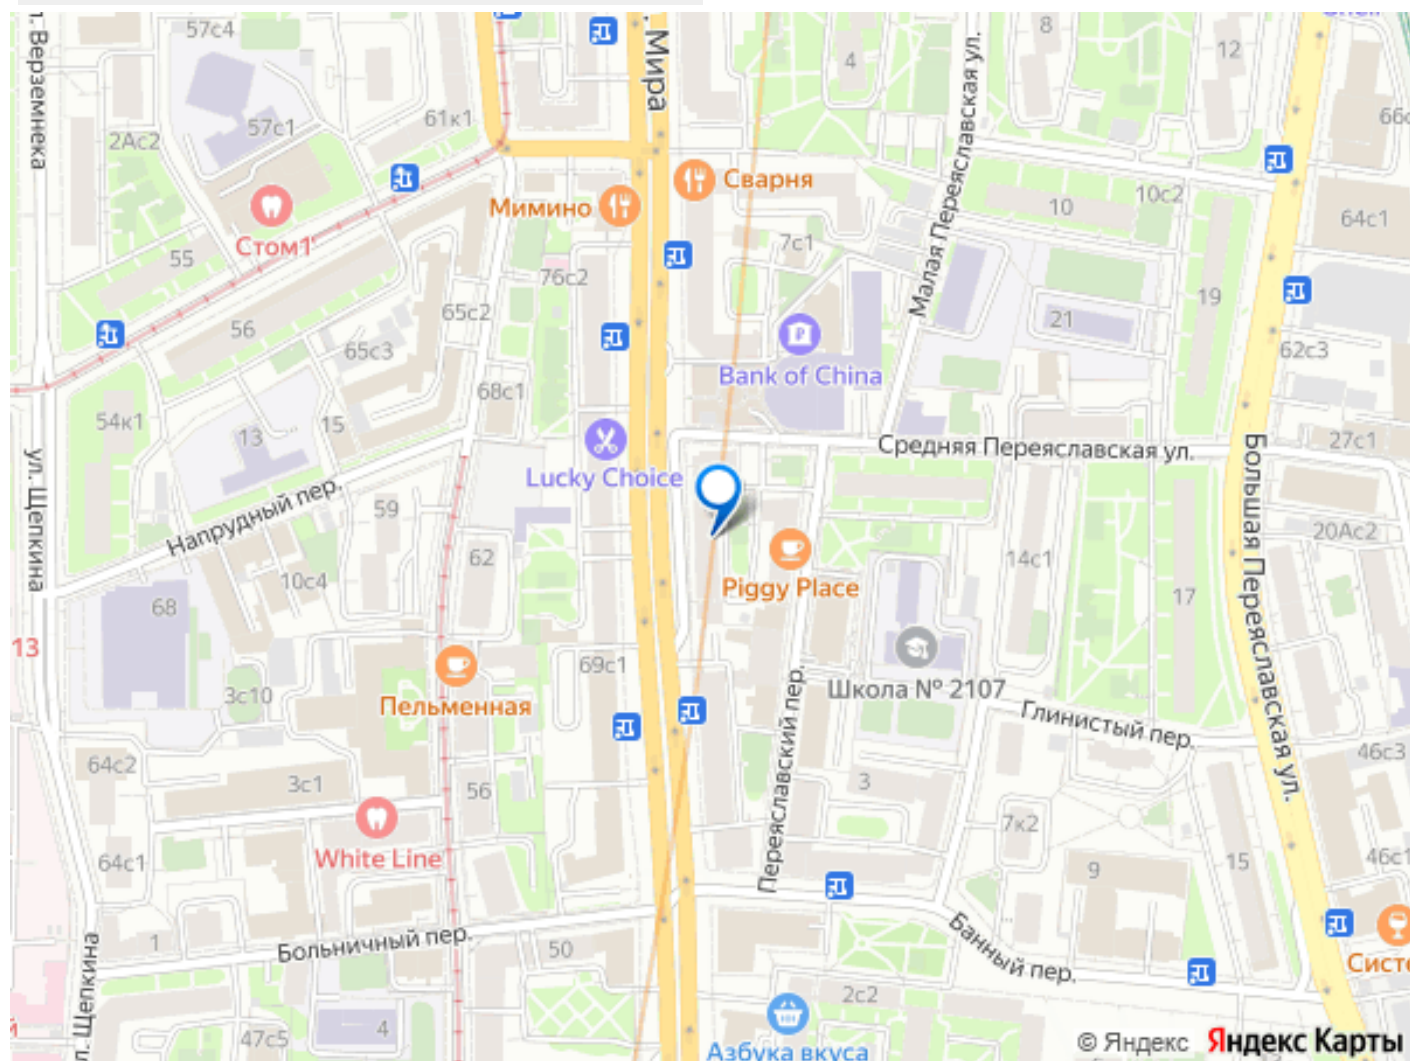 57с4
8
12
Мира
4
ул. Верземнека
2Ас2
57с1
61к1
Малая Переяславская ул.
Сварня
10с2
Мимино
10
64с1
Стом1
7с1
55
76с2
19
65с2
21
56
65с3
62с3
Bank of China
68с1
54к1
15
13
27с1
Средняя Переяславская ул.
Lucky Choice
ул. Щепкина
Большая Переяславская ул.
Напрудный пер.
59
20Ас2
62
14с1
10с4
Piggy Place
17
68
13
69с1
Школа № 2107
3с10
Пельменная
Глинистый пер.
Переяславский пер.
46с3
64с2
3с1
56
3
7к2
White Line
64с1
46с1
9
15
Больничный пер.
1
50
Банный пер.
ул. Щепкина
Систе
2с2
47с5
4
Азбука вкуса
© Яндекс Яндекс Карты